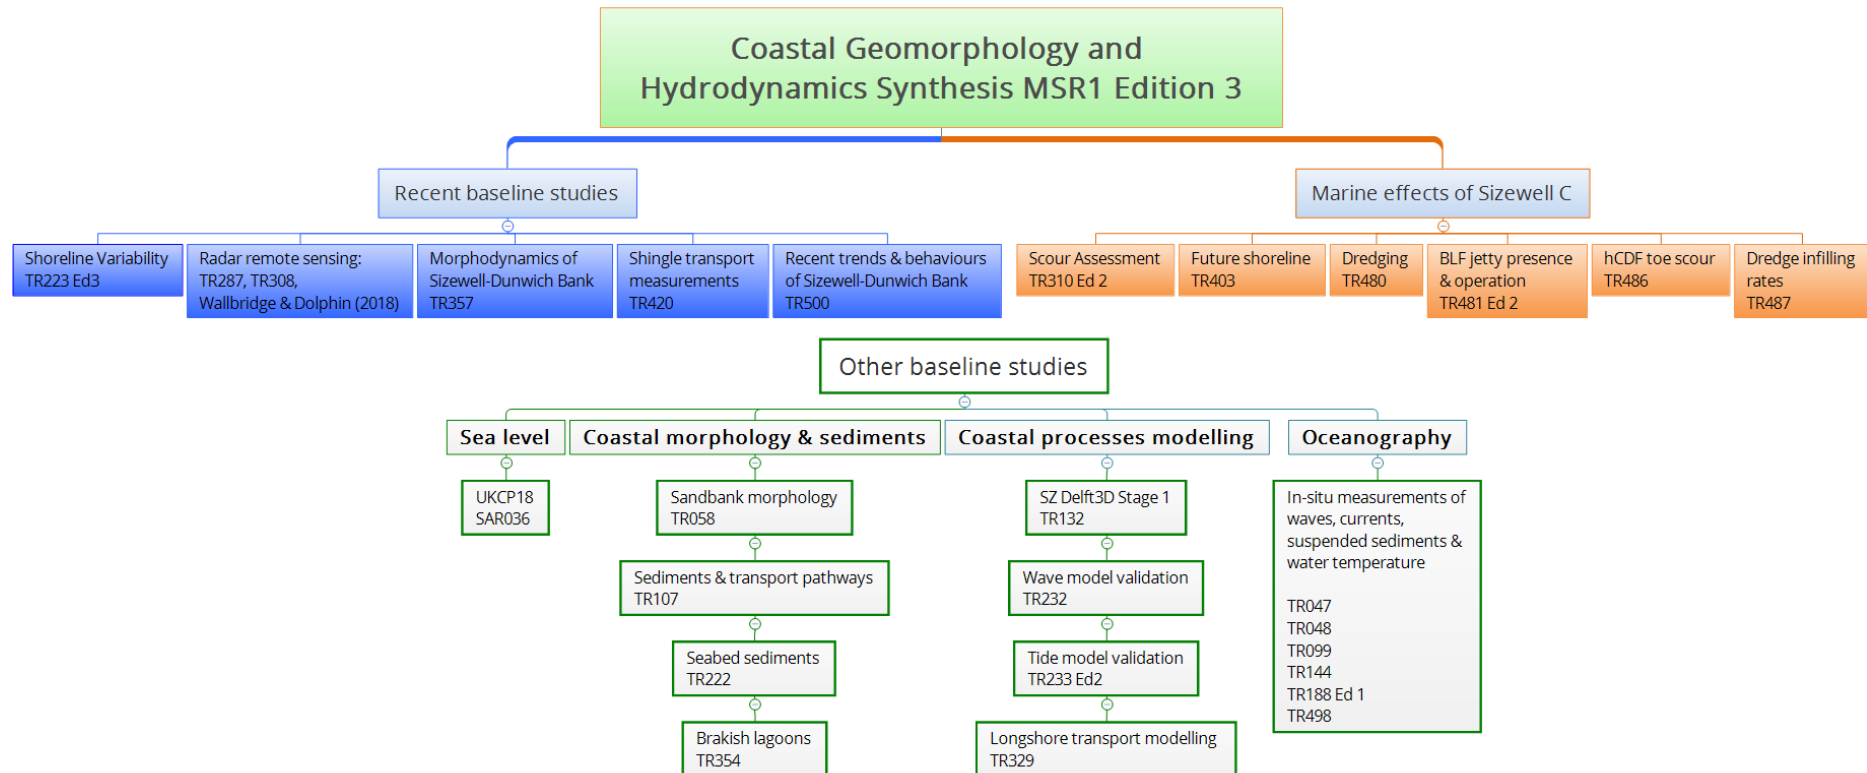 Coastal Geomorphology and
Hydrodynamics Synthesis MSR1 Edition 3
Recent baseline studies
Marine effects of Sizewell C
Shoreline Variability
TR223 Ed3
Radar remote sensing:
TR287, TR308,
Wallbridge & Dolphin (2018)
Morphodynamics of
Sizewell-Dunwich Bank
TR357
Shingle transport
measurements
TR420
Recent trends & behaviours
of Sizewell-Dunwich Bank
TR500
Scour Assessment
TR310 Ed 2
Future shoreline
TR403
Dredging
TR480
BLF jetty presence
& operation
TR481 Ed 2
hCDF toe scour
TR486
Dredge infilling
rates
TR487
Other baseline studies
Sea level
Coastal morphology & sediments
Coastal processes modelling
Oceanography
UKCP18
SAR036
Sandbank morphology
TR058
Sediments & transport pathways
TR107
Seabed sediments
TR222
Brakish lagoons
TR354
SZ Delft3D Stage 1
TR132
Wave model validation
TR232
Tide model validation
TR233 Ed2
Longshore transport modelling
TR329
In-situ measurements of
waves, currents,
suspended sediments &
water temperature
TR047
TR048
TR099
TR144
TR188 Ed 1
TR498